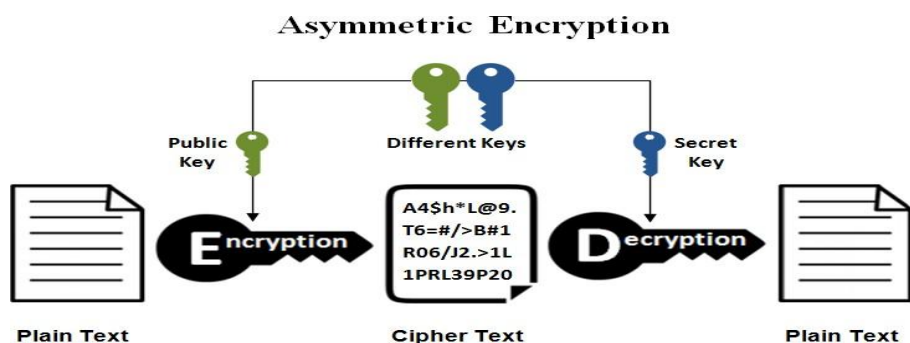 Asymmetric Encryption
Public
Key
Different Keys
Secret
Key
Encryption
A4$h*L@9.
T6=#/>B#1
R06/J2.>1L
1PRL39P20
Decryption
Plain Text
Cipher Text
Plain Text